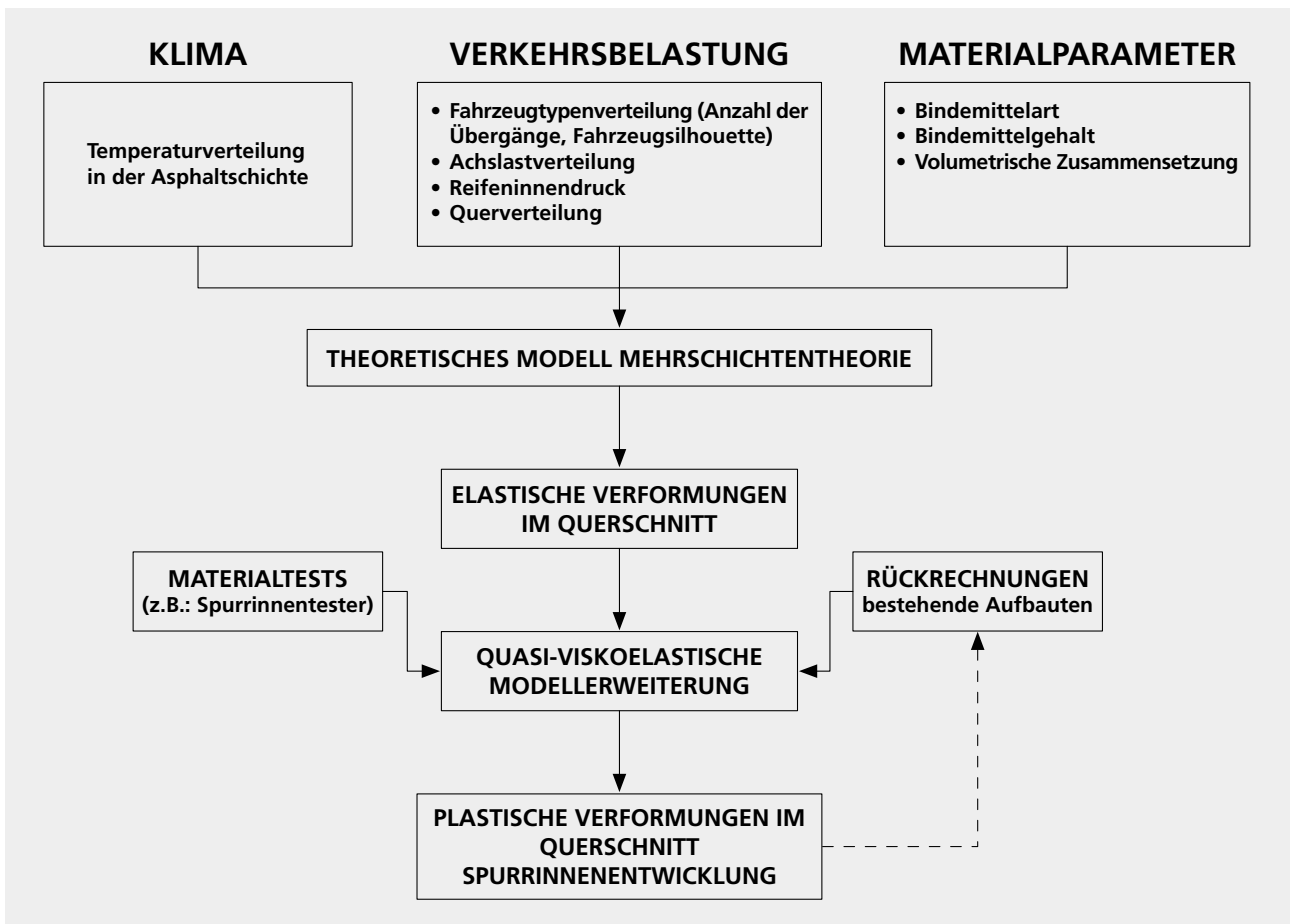 KLIMA
Temperaturverteilung
in der Asphaltschichte
VERKEHRSBELASTUNG
• Fahrzeugtypenverteilung (Anzahl der
Übergänge, Fahrzeugsilhouette)
• Achslastverteilung
• Reifeninnendruck
• Querverteilung
MATERIALPARAMETER
• Bindemittelart
• Bindemittelgehalt
• Volumetrische Zusammensetzung
THEORETISCHES MODELL MEHRSCHICHTENTHEORIE
ELASTISCHE VERFORMUNGEN
IM QUERSCHNITT
MATERIALTESTS
(z.B.: Spurrinnentester)
RÜCKRECHNUNGEN
bestehende Aufbauten
QUASI-VISKOELASTISCHE
MODELLERWEITERUNG
PLASTISCHE VERFORMUNGEN IM
QUERSCHNITT
SPURRINNENENTWICKLUNG